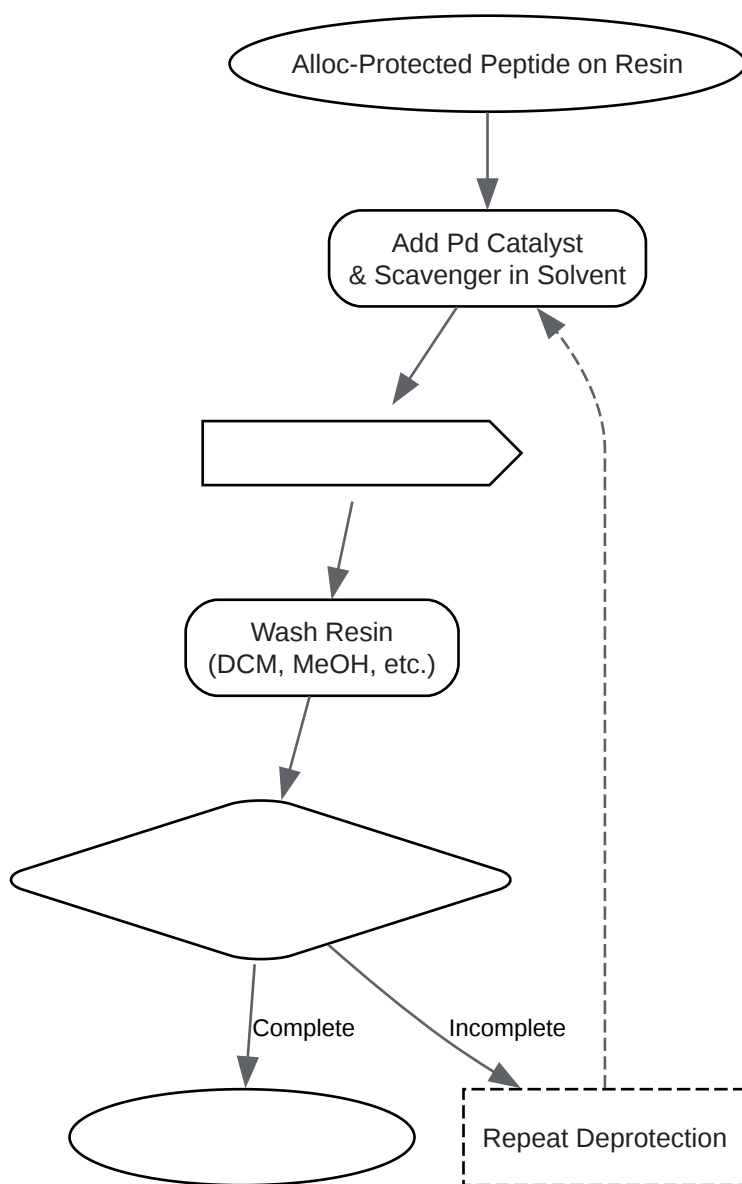 Alloc-Protected Peptide on Resin
Add Pd Catalyst
& Scavenger in Solvent
Wash Resin
(DCM, MeOH, etc.)
Complete
Incomplete
Repeat Deprotection